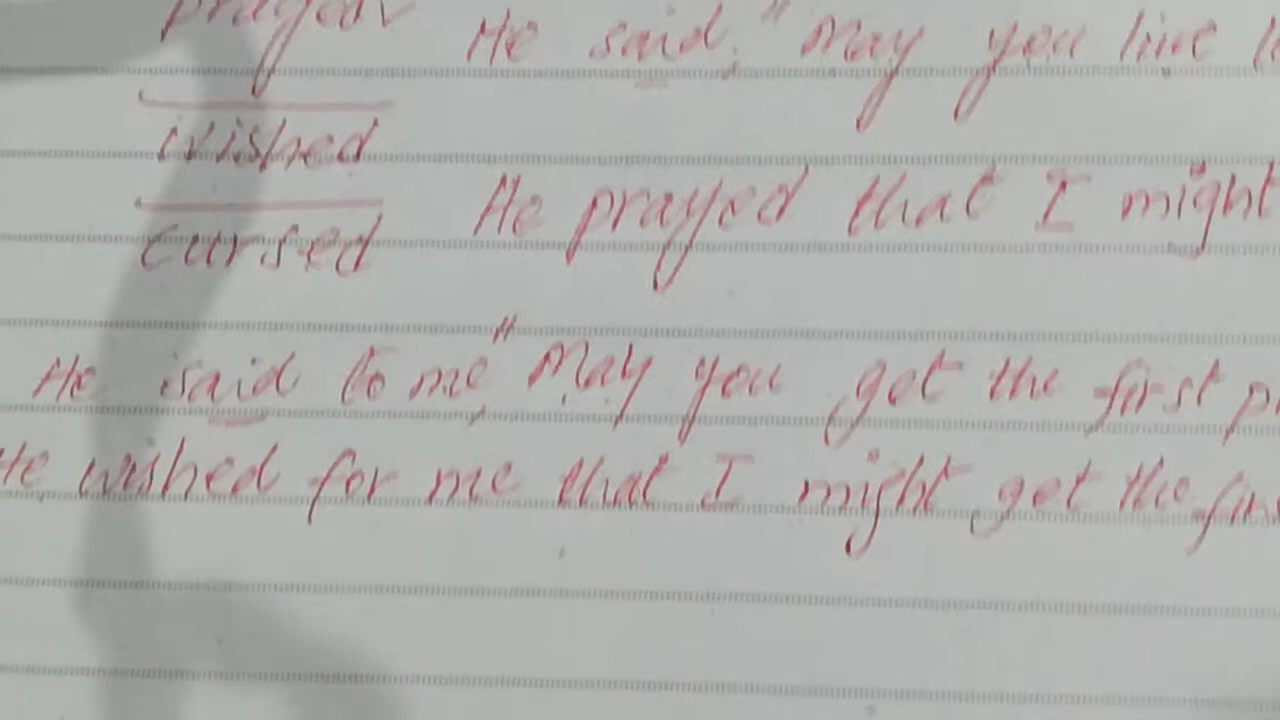 prayed He said, "May you live
wished
cursed He prayed that I might
He said to me, "May you get the first
He wished for me that I might get the